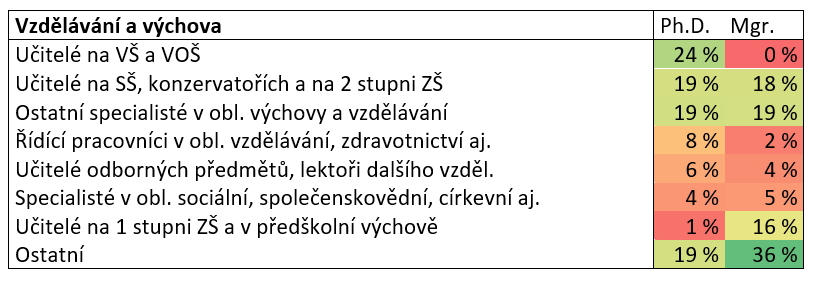 Vzdělávání a výchova Ph.D. Mgr.
Učitelé na VŠ a VOŠ 24 % 0 %
Učitelé na SŠ, konzervatořích a na 2 stupni ZŠ 19 % 18 %
Ostatní specialisté v obl. výchovy a vzdělávání 19 % 19 %
Řídící pracovníci v obl. vzdělávání, zdravotnictví aj. 8 % 2 %
Učitelé odborných předmětů, lektoři dalšího vzděl. 6 % 4 %
Specialisté v obl. sociální, společenskovědní, církevní aj. 4 % 5 %
Učitelé na 1 stupni ZŠ a v předškolní výchově 1 % 16 %
Ostatní 19 % 36 %